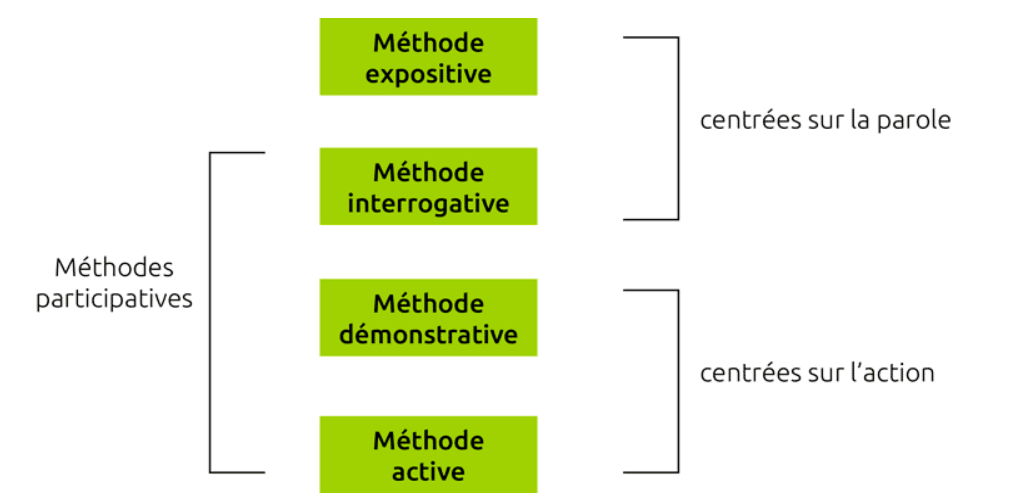 Méthode
expositive
centrées sur la parole
Méthode
interrogative
Méthodes
participatives
Méthode
démonstrative
centrées sur l’action
Méthode
active